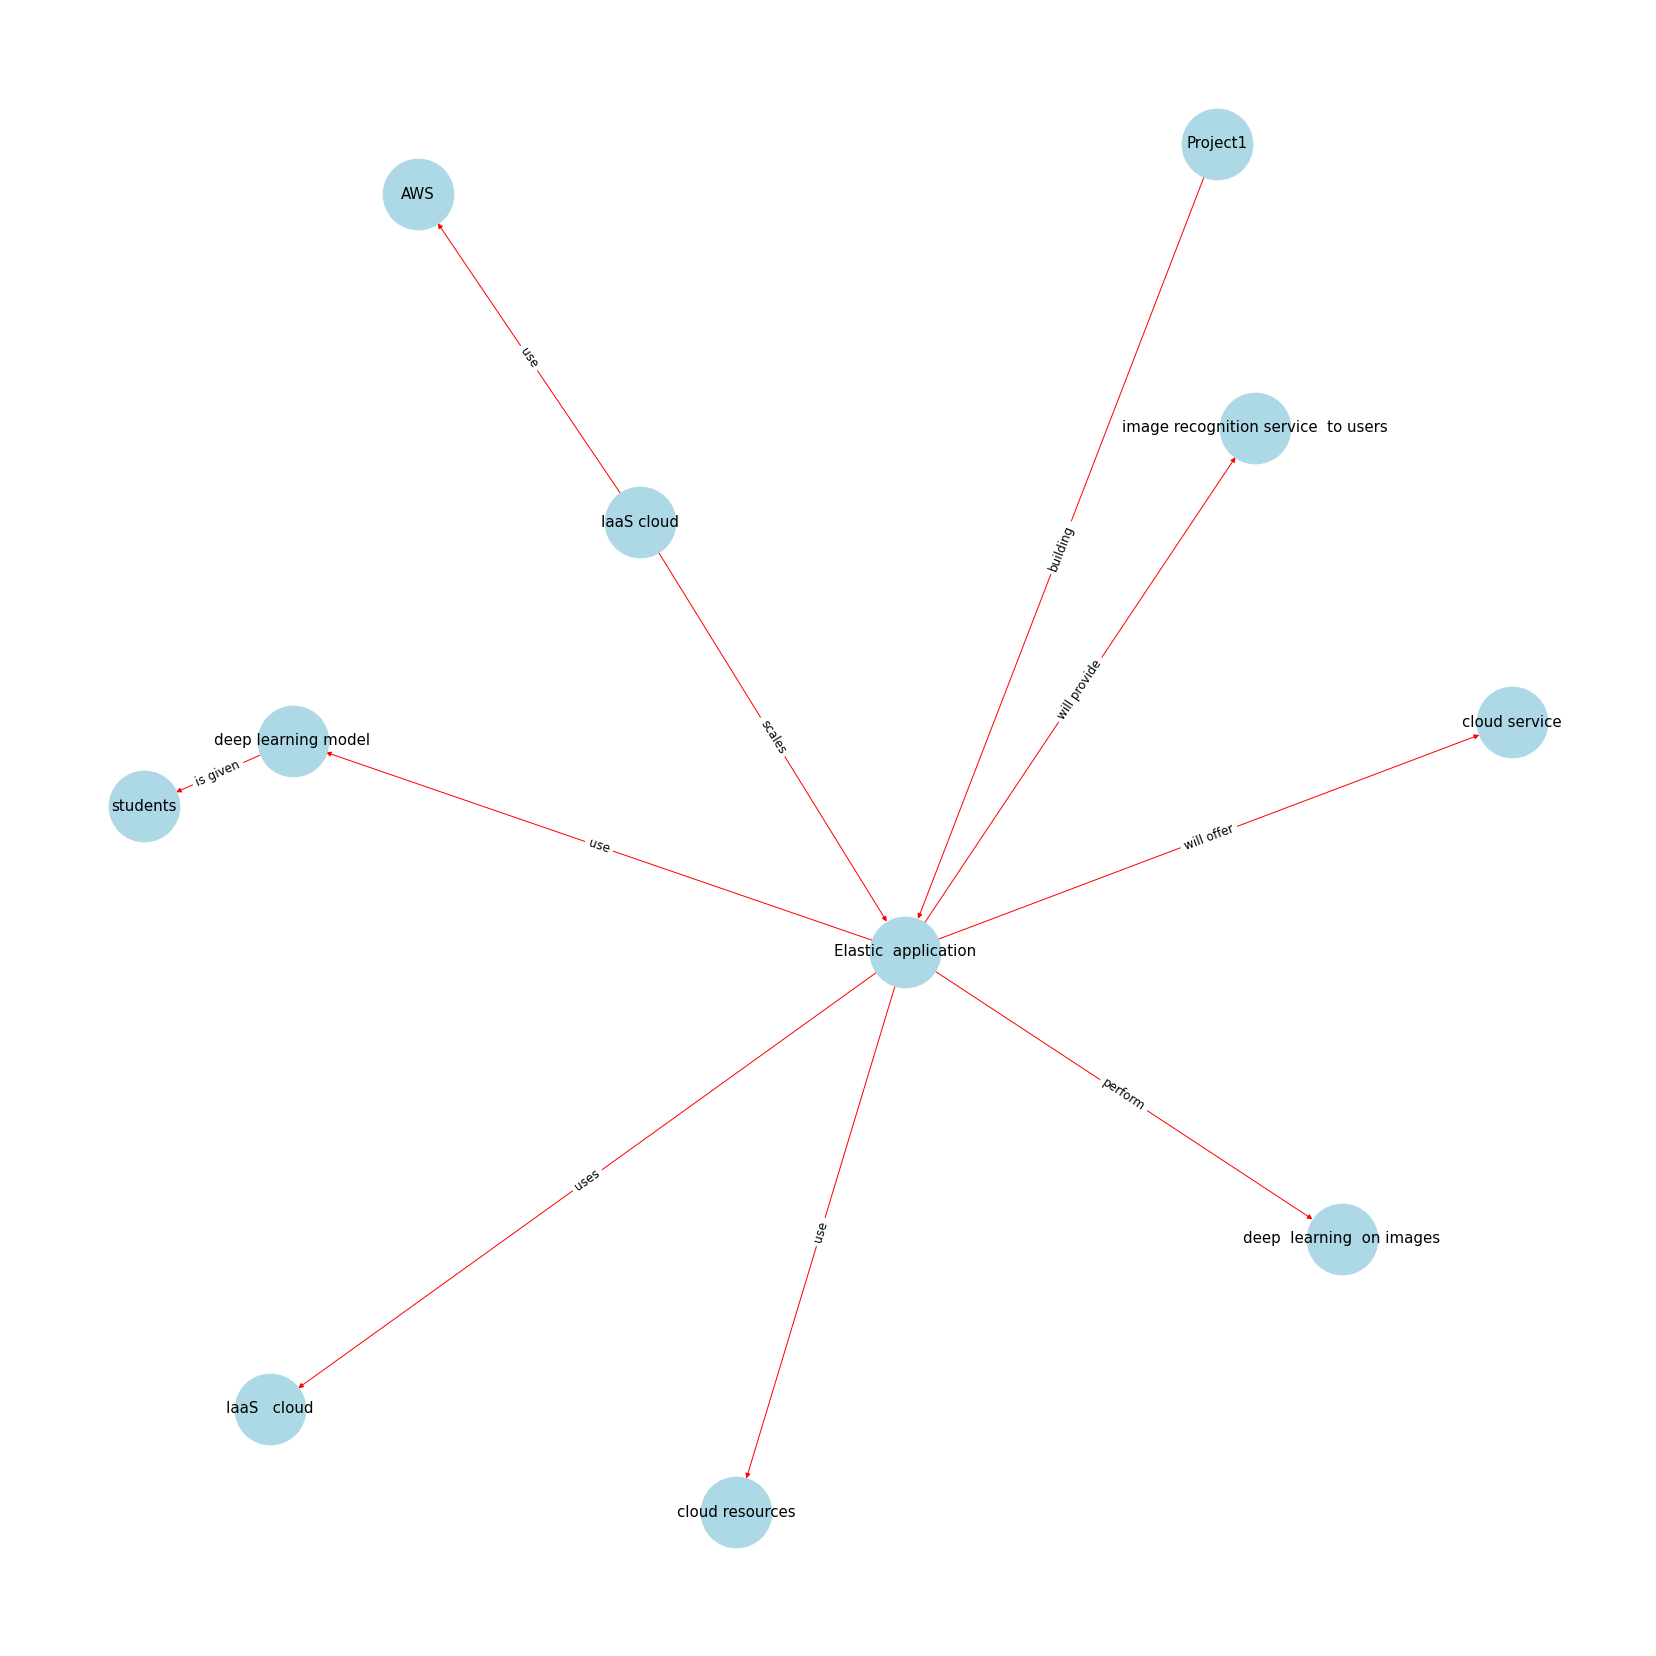 Project1
AWS
use
image recognition service  to users
IaaS cloud
building
will provide
cloud service
scales
deep learning model
is given
students
will offer
use
Elastic  application
perform
uses
use
deep  learning  on images
IaaS   cloud
cloud resources